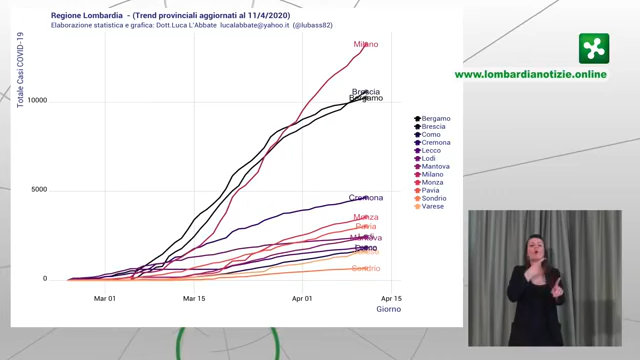 Regione Lombardia - (Trend provinciali aggiornati al 11/4/2020)
Elaborazione statistica e grafica: Dott.Luca L'Abbate lucalabbate@yahoo.it (@lubass82)
Totale Casi COVID-19
10000
5000
0
Mar 01
Mar 15
Apr 01
Apr 15
Giorno
Milano
Brescia
Bergamo
Cremona
Monza
Pavia
Mantova
Sondrio
Bergamo
Brescia
Como
Cremona
Lecco
Lodi
Mantova
Milano
Monza
Pavia
Sondrio
Varese
www.lombardianotizie.online